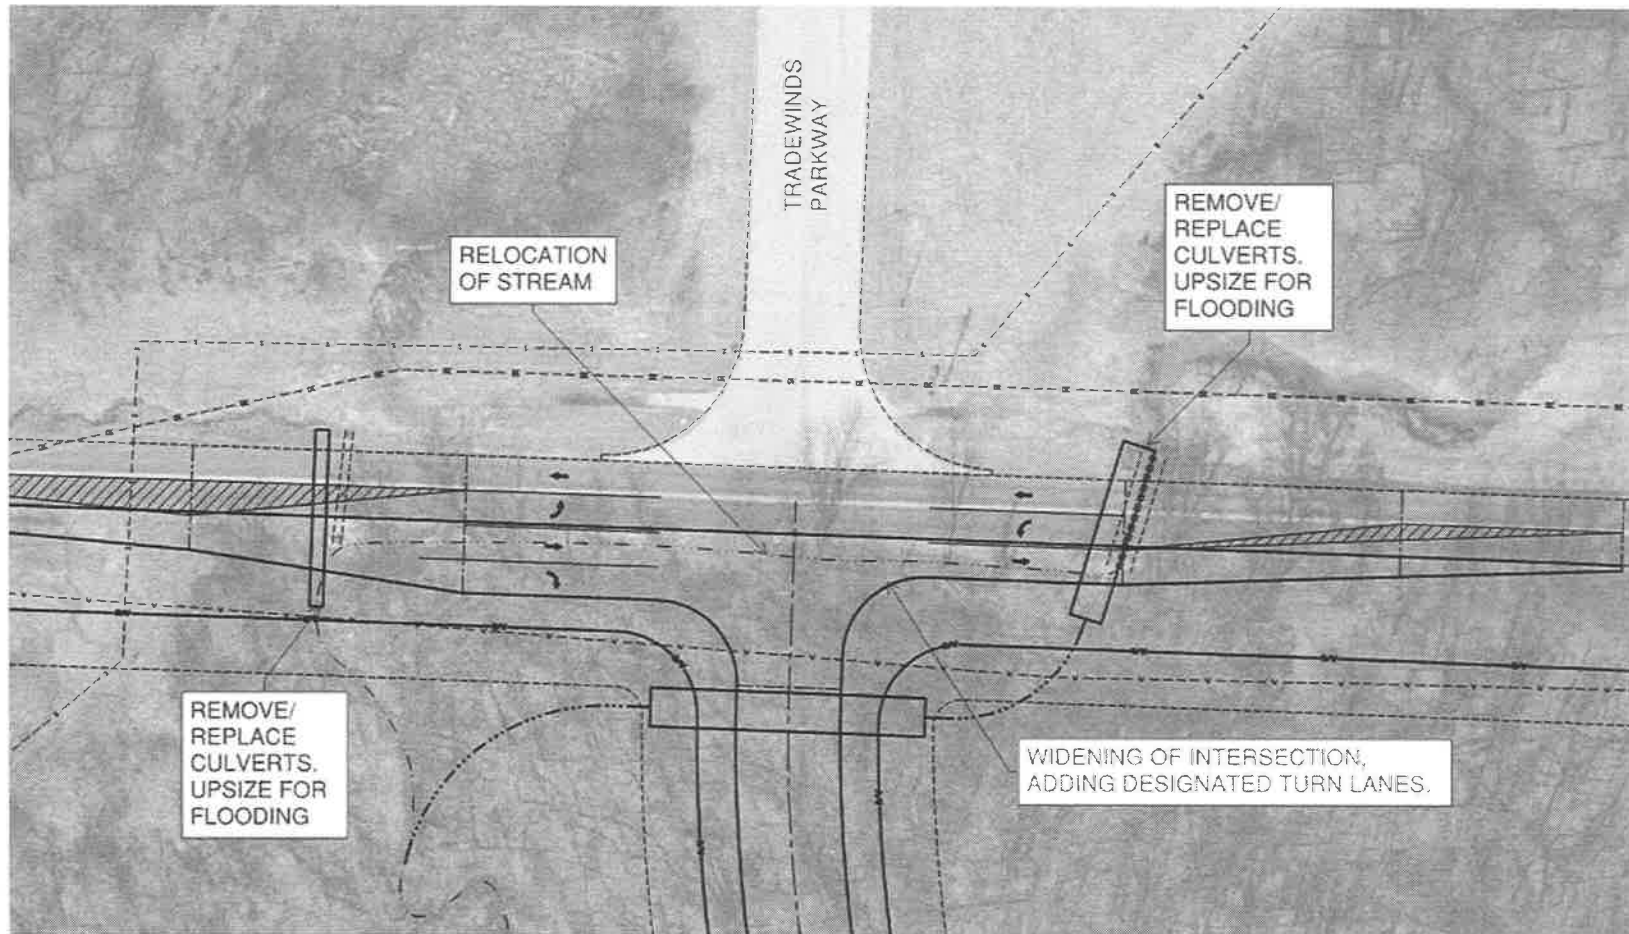 TRADEWINDS
PARKWAY
REMOVE/
REPLACE
CULVERTS.
UPSIZE FOR
FLOODING
RELOCATION
OF STREAM
REMOVE/
REPLACE
CULVERTS.
UPSIZE FOR
FLOODING
WIDENING OF INTERSECTION,
ADDING DESIGNATED TURN LANES.